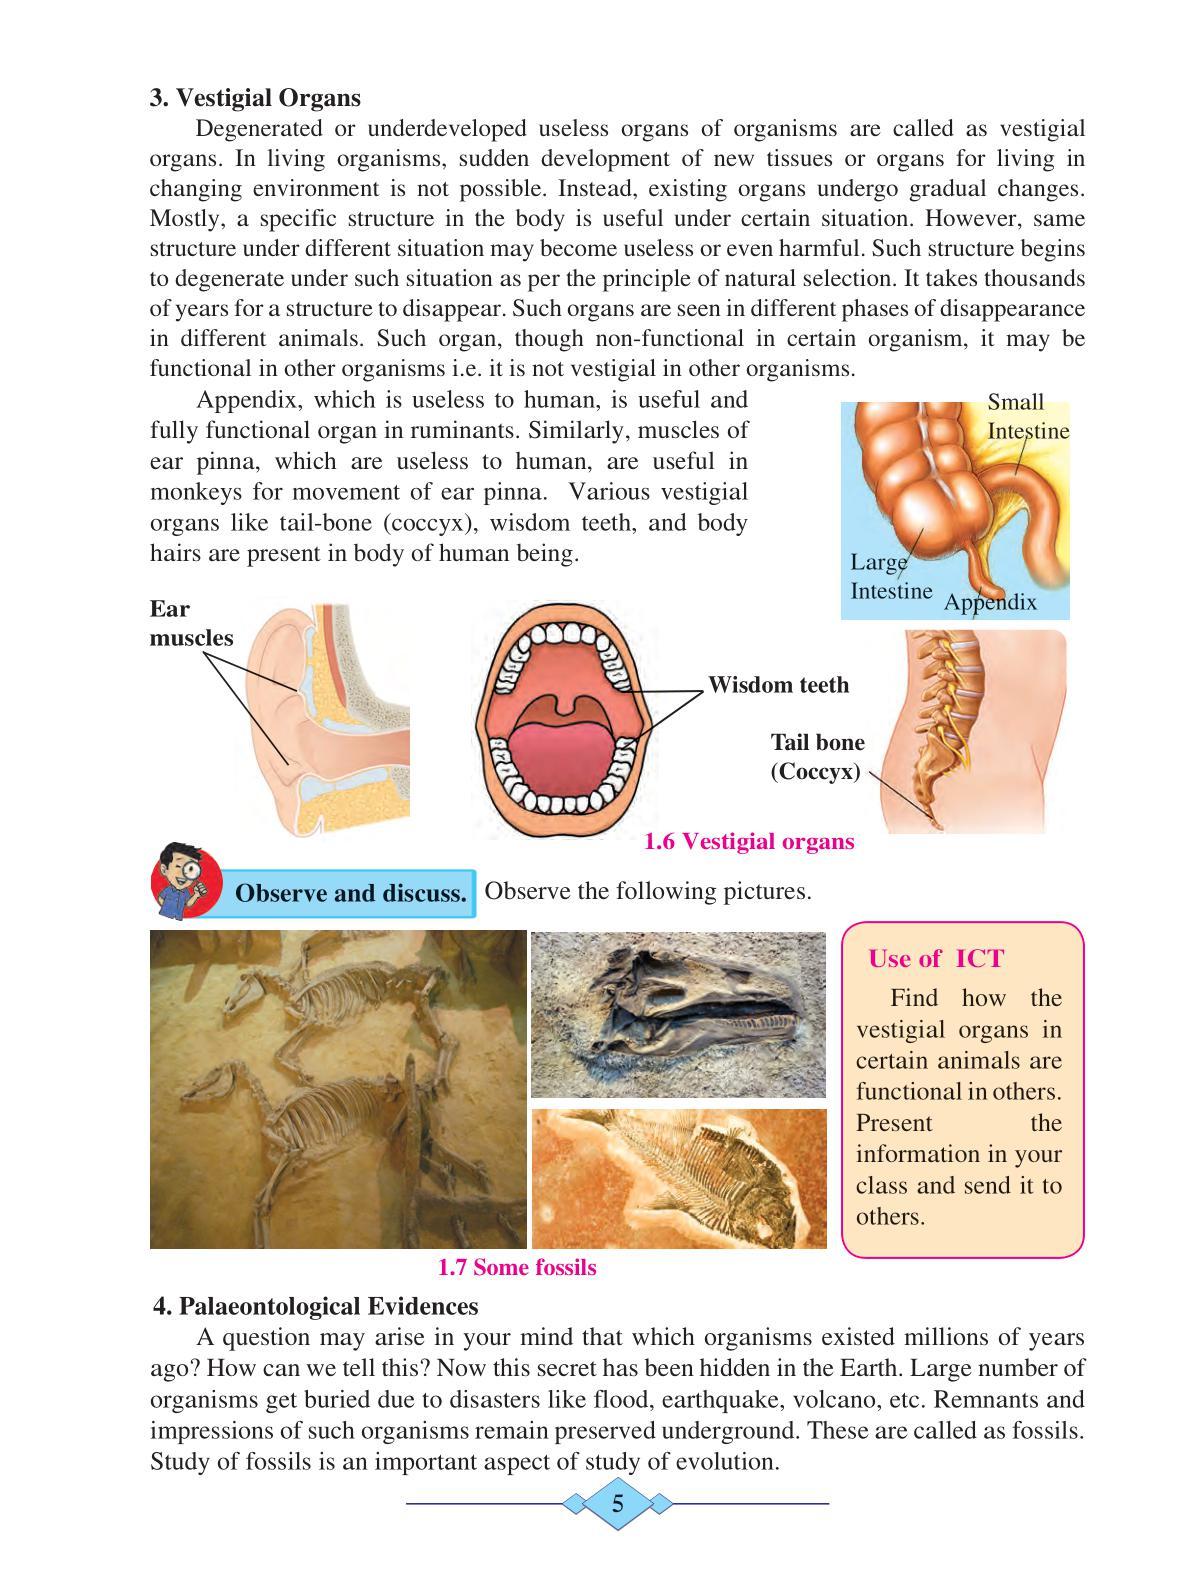 3. Vestigial Organs
Degenerated or underdeveloped useless organs of organisms are called as vestigial
organs. In living organisms, sudden development of new tissues or organs for living in
changing environment is not possible. Instead, existing organs undergo gradual changes.
Mostly, a specific structure in the body is useful under certain situation. However, same
structure under different situation may become useless or even harmful. Such structure begins
to degenerate under such situation as per the principle of natural selection. It takes thousands
of years for a structure to disappear. Such organs are seen in different phases of disappearance
in different animals. Such organ, though non-functional in certain organism, it may be
functional in other organisms i.e. it is not vestigial in other organisms.
Appendix, which is useless to human, is useful and
fully functional organ in ruminants. Similarly, muscles of
ear pinna, which are useless to human, are useful in
monkeys for movement of ear pinna. Various vestigial
organs like tail-bone (coccyx), wisdom teeth, and body
hairs are present in body of human being.
Small
Intestine
Large
Intestine
Appendix
Ear
muscles
Wisdom teeth
Tail bone
(Coccyx)
1.6 Vestigial organs
Observe and discuss. Observe the following pictures.
Use of ICT
Find how the
vestigial organs in
certain animals are
functional in others.
Present the
information in your
class and send it to
others.
1.7 Some fossils
4. Palaeontological Evidences
A question may arise in your mind that which organisms existed millions of years
ago? How can we tell this? Now this secret has been hidden in the Earth. Large number of
organisms get buried due to disasters like flood, earthquake, volcano, etc. Remnants and
impressions of such organisms remain preserved underground. These are called as fossils.
Study of fossils is an important aspect of study of evolution.
5